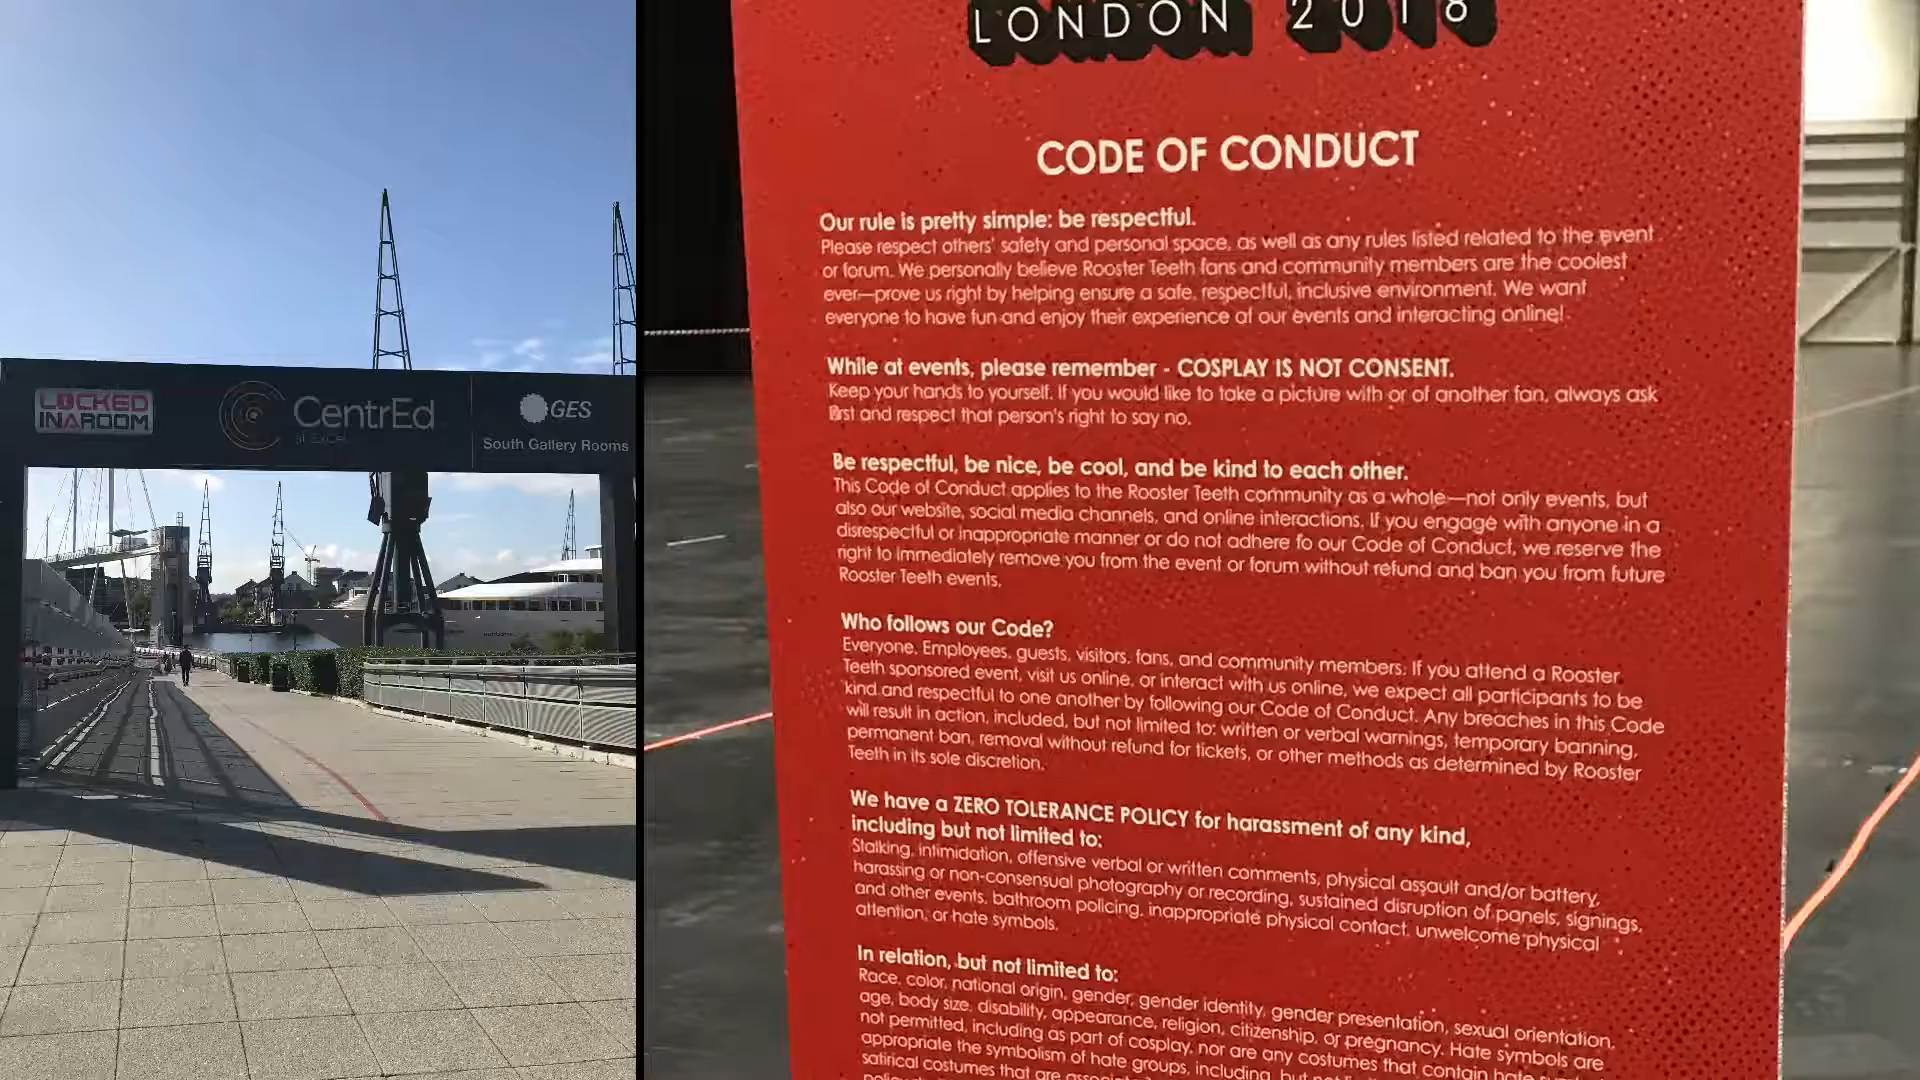 LOCKED
INAROOM
CentrEd
at ExCeL
GES
South Gallery Rooms
LONDON 2018
CODE OF CONDUCT
Our rule is pretty simple: be respectful.
Please respect others' safety and personal space, as well as any rules listed related to the event
or forum. We personally believe Rooster Teeth fans and community members are the coolest
ever—prove us right by helping ensure a safe, respectful, inclusive environment. We want
everyone to have fun and enjoy their experience at our events and interacting online!
While at events, please remember - COSPLAY IS NOT CONSENT.
Keep your hands to yourself. If you would like to take a picture with or of another fan, always ask
first and respect that person's right to say no.
Be respectful, be nice, be cool, and be kind to each other.
This Code of Conduct applies to the Rooster Teeth community as a whole—not only events, but
also our website, social media channels, and online interactions. If you engage with anyone in a
disrespectful or inappropriate manner or do not adhere to our Code of Conduct, we reserve the
right to immediately remove you from the event or forum without refund and ban you from future
Rooster Teeth events.
Who follows our Code?
Everyone. Employees, guests, visitors, fans, and community members. If you attend a Rooster
Teeth sponsored event, visit us online, or interact with us online, we expect all participants to be
kind and respectful to one another by following our Code of Conduct. Any breaches in this Code
will result in action, included, but not limited to: written or verbal warnings, temporary banning,
permanent ban, removal without refund for tickets, or other methods as determined by Rooster
Teeth in its sole discretion.
We have a ZERO TOLERANCE POLICY for harassment of any kind,
including but not limited to:
Stalking, intimidation, offensive verbal or written comments, physical assault and/or battery,
harassing or non-consensual photography or recording, sustained disruption of panels, signings,
and other events, bathroom policing, inappropriate physical contact, unwelcome physical
attention, or hate symbols.
In relation, but not limited to:
Race, color, national origin, gender, gender identity, gender presentation, sexual orientation,
age, body size, disability, appearance, religion, citizenship, or pregnancy. Hate symbols are
not permitted, including as part of cosplay, nor are any costumes that contain hate
appropriate the symbolism of hate groups, including, but
satirical costumes that are